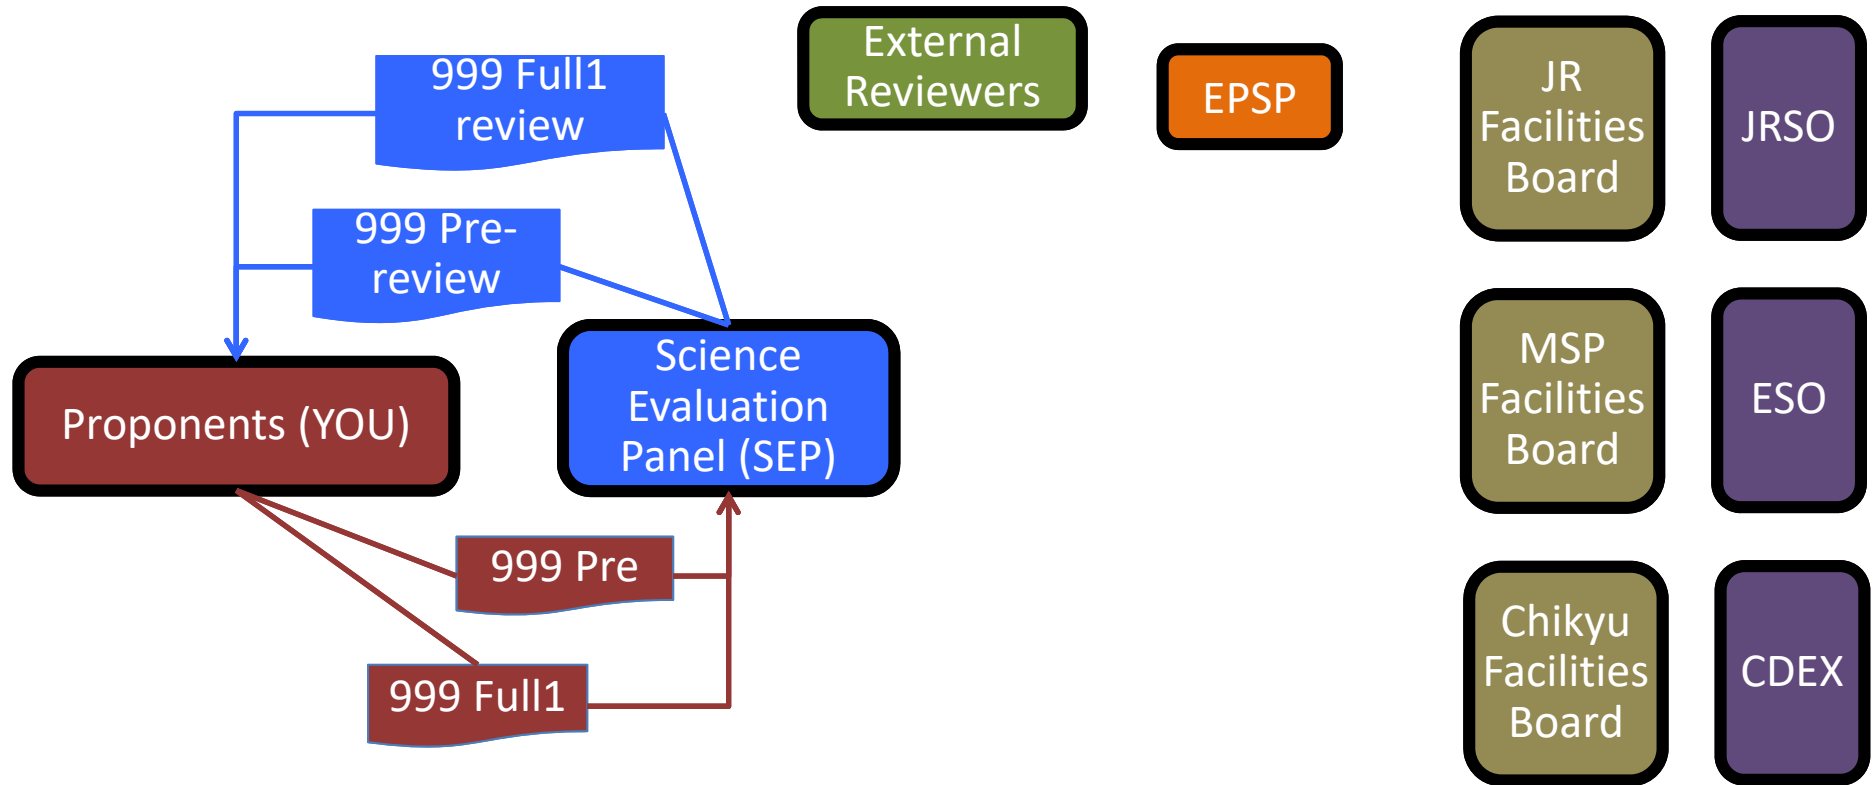 999 Full1
review
999 Pre-
review
External
Reviewers
EPSP
JR
Facilities
Board
JRSO
Proponents (YOU)
Science
Evaluation
Panel (SEP)
MSP
Facilities
Board
ESO
999 Pre
999 Full1
Chikyu
Facilities
Board
CDEX